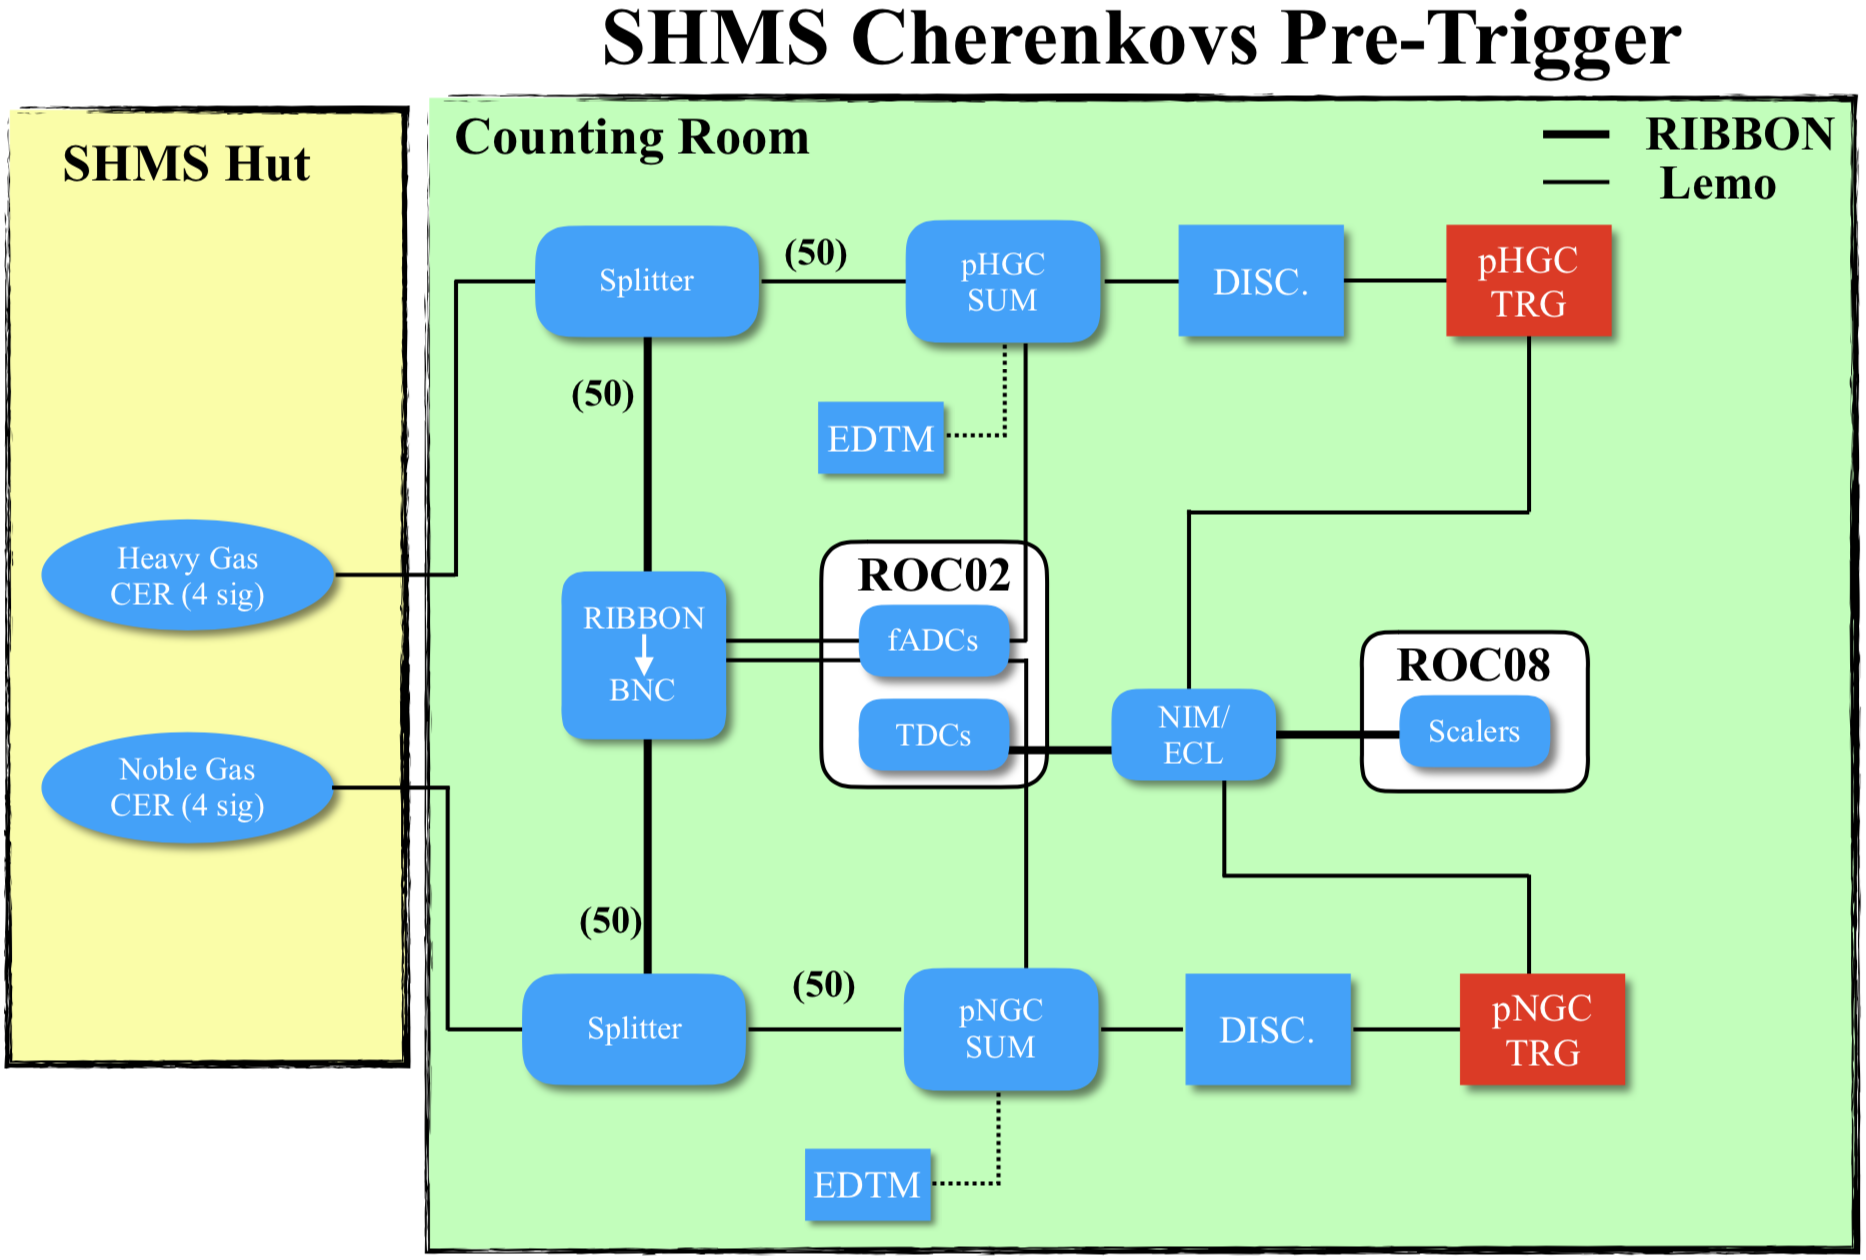 SHMS Cherenkovs Pre-Trigger
SHMS Hut
Counting Room
RIBBON
Lemo
Splitter
(50)
pHGC
SUM
DISC.
pHGC
TRG
(50)
EDTM
Heavy Gas
CER (4 sig)
RIBBON
BNC
ROC02
fADCs
TDCs
NIM/
ECL
ROC08
Scalers
Noble Gas
CER (4 sig)
(50)
Splitter
(50)
pNGC
SUM
DISC.
pNGC
TRG
EDTM